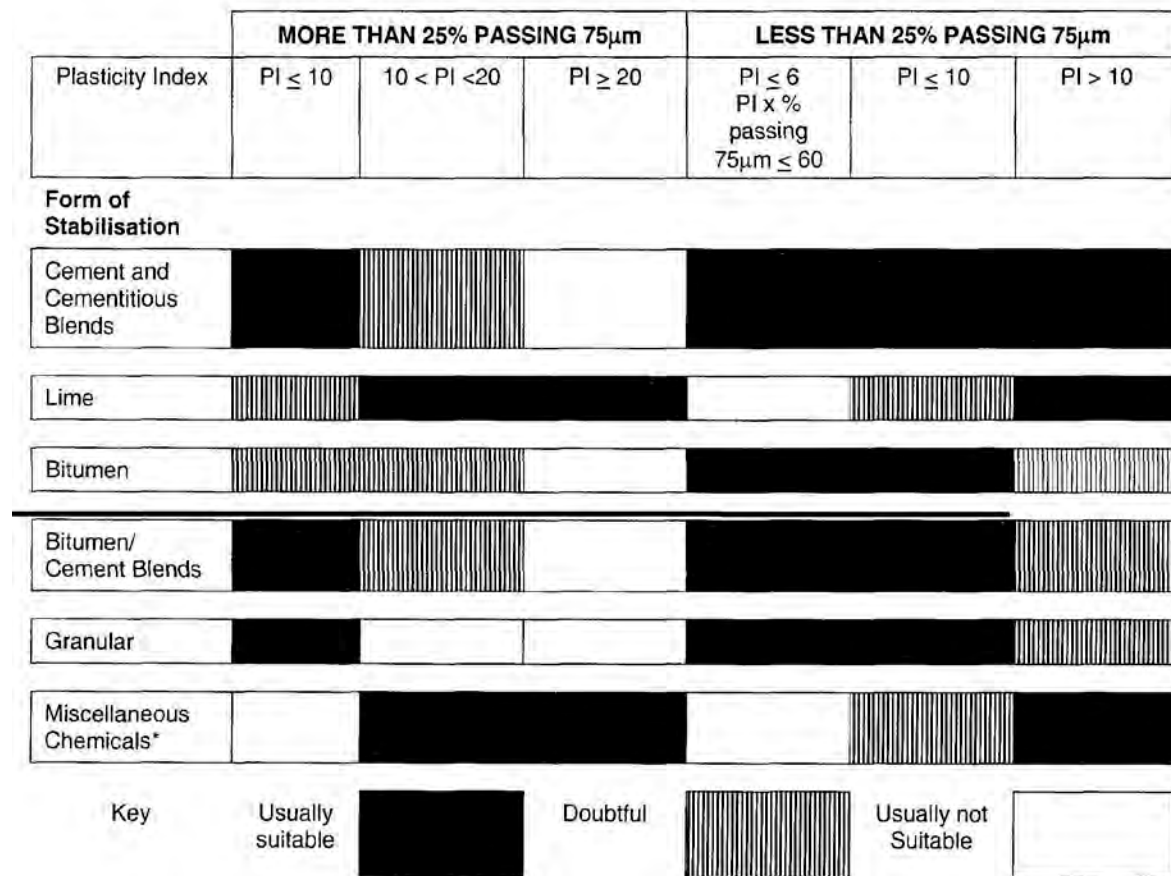 MORE THAN 25% PASSING 75µm
LESS THAN 25% PASSING 75µm
Plasticity Index
PI ≤ 10
10 < PI <20
PI ≥ 20
PI ≤ 6
PI x %
passing
75µm ≤ 60
PI ≤ 10
PI > 10
Form of
Stabilisation
Cement and
Cementitious
Blends
Lime
Bitumen
Bitumen/
Cement Blends
Granular
Miscellaneous
Chemicals*
Key
Usually
suitable
Doubtful
Usually not
Suitable